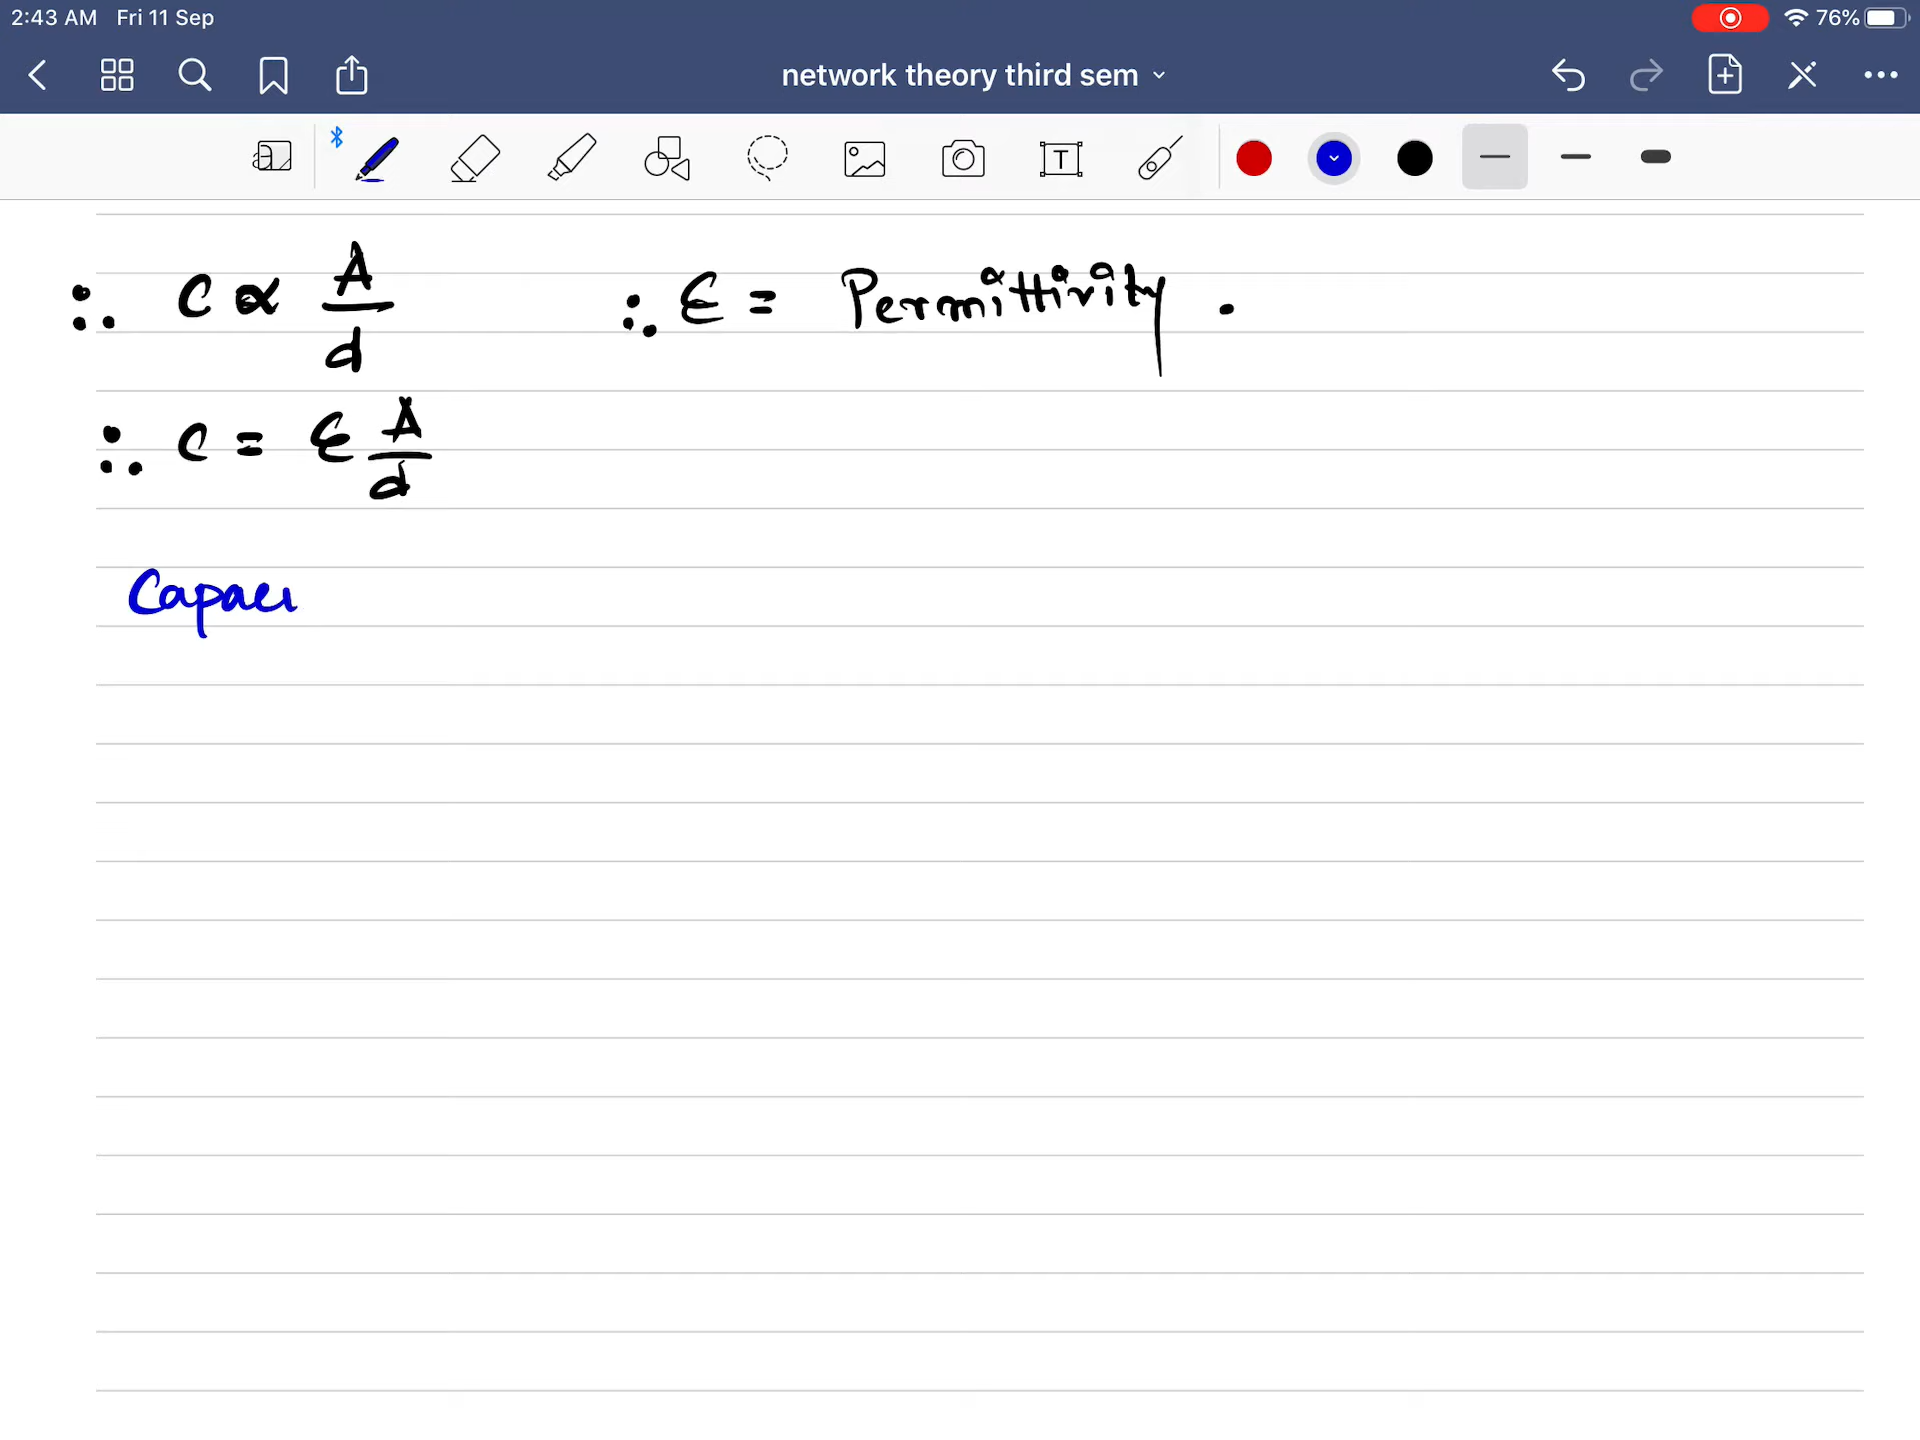 2:43 AM Fri 11 Sep 76%
network theory third sem
T
∴ C ∝ A/d ∴ ε = Permittivity .
∴ C = ε A/d
Capaci